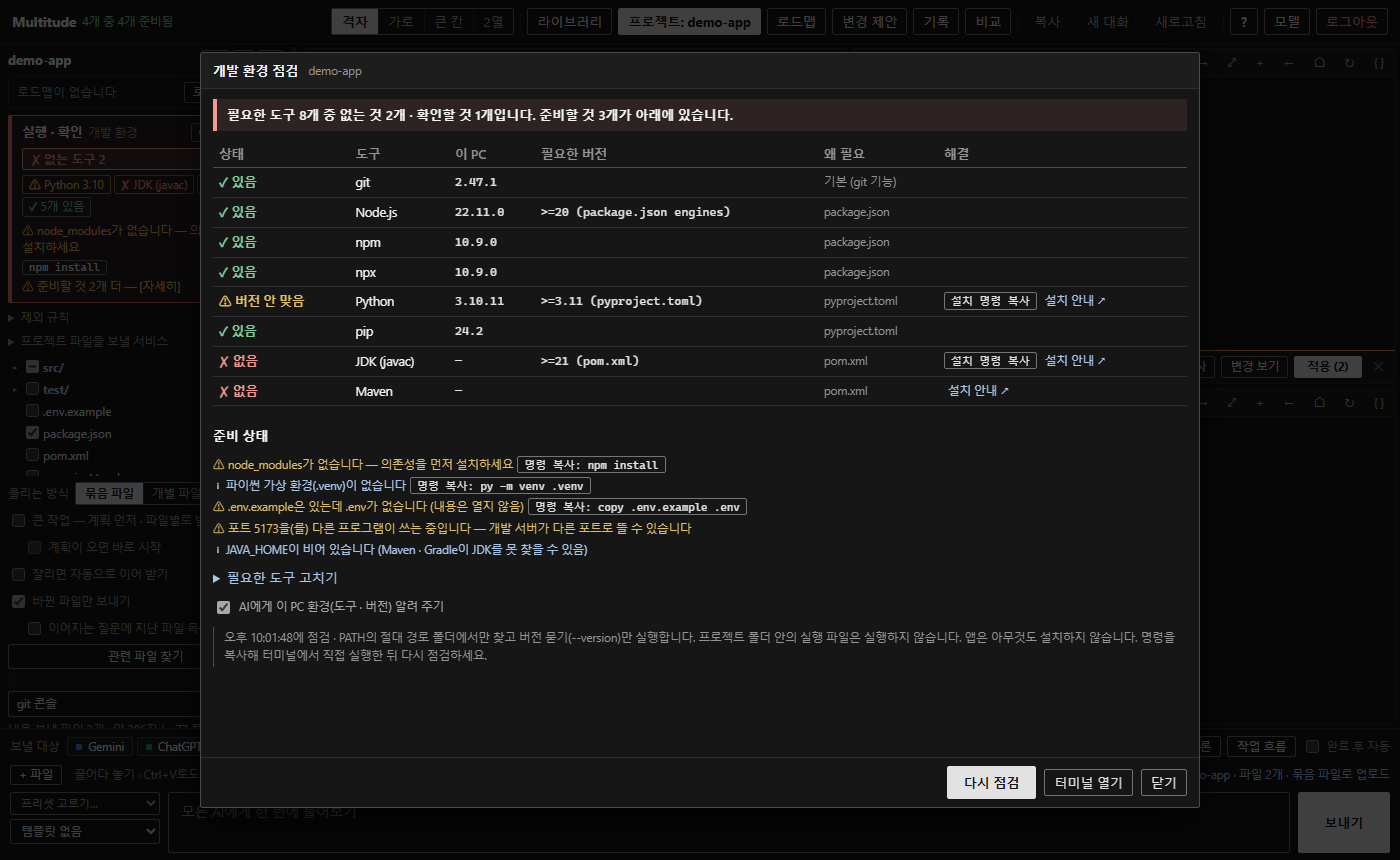 Multitude 4개 중 4개 준비됨
격자 가로 큰 칸 2열 라이브러리 프로젝트: demo-app 로드맵 변경 제안 기록 비교 복사 새 대화 새로고침 ? 모델 로그아웃
demo-app
로드맵이 없습니다
실행 · 확인 개발 환경
✗ 없는 도구 2
⚠ Python 3.10 ✗ JDK (javac)
✓ 5개 있음
⚠ node_modules가 없습니다 —
설치하세요
npm install
⚠ 준비할 것 2개 더 — [자세히]
▸ 제외 규칙
▸ 프로젝트 파일을 보낼 서비스
src/
test/
.env.example
package.json
pom.xml
올리는 방식 묶음 파일 개별 파일
큰 작업 — 계획 먼저 · 파일별로
계획이 오면 바로 시작
잘리면 자동으로 이어 받기
바뀐 파일만 보내기
이어지는 질문에 지난 파일
관련 파일 찾기
git 콘솔
보낼 대상 Gemini ChatGPT
+ 파일 끌어다 놓기 · Ctrl+V로도
프리셋 고르기...
템플릿 없음
모든 AI에게 한 번에 물어보기
개발 환경 점검 demo-app
필요한 도구 8개 중 없는 것 2개 · 확인할 것 1개입니다. 준비할 것 3개가 아래에 있습니다.
상태 도구 이 PC 필요한 버전 왜 필요 해결
✓ 있음 git 2.47.1 기본 (git 기능)
✓ 있음 Node.js 22.11.0 >=20 (package.json engines) package.json
✓ 있음 npm 10.9.0 package.json
✓ 있음 npx 10.9.0 package.json
⚠ 버전 안 맞음 Python 3.10.11 >=3.11 (pyproject.toml) pyproject.toml 설치 명령 복사 설치 안내 ↗
✓ 있음 pip 24.2 pyproject.toml
✗ 없음 JDK (javac) — >=21 (pom.xml) pom.xml 설치 명령 복사 설치 안내 ↗
✗ 없음 Maven — pom.xml 설치 안내 ↗
준비 상태
⚠ node_modules가 없습니다 — 의존성을 먼저 설치하세요 명령 복사: npm install
i 파이썬 가상 환경(.venv)이 없습니다 명령 복사: py -m venv .venv
⚠ .env.example은 있는데 .env가 없습니다 (내용은 열지 않음) 명령 복사: copy .env.example .env
⚠ 포트 5173을(를) 다른 프로그램이 쓰는 중입니다 — 개발 서버가 다른 포트로 뜰 수 있습니다
i JAVA_HOME이 비어 있습니다 (Maven · Gradle이 JDK를 못 찾을 수 있음)
▶ 필요한 도구 고치기
AI에게 이 PC 환경(도구 · 버전) 알려 주기
오후 10:01:48에 점검 · PATH의 절대 경로 폴더에서만 찾고 버전 묻기(--version)만 실행합니다. 프로젝트 폴더 안의 실행 파일은 실행하지 않습니다. 앱은 아무것도 설치하지 않습니다. 명령을
복사해 터미널에서 직접 실행한 뒤 다시 점검하세요.
다시 점검 터미널 열기 닫기
변경 보기 적용 (2)
작업 흐름 완료 후 자동
파일 2개 · 묶음 파일로 업로드
보내기